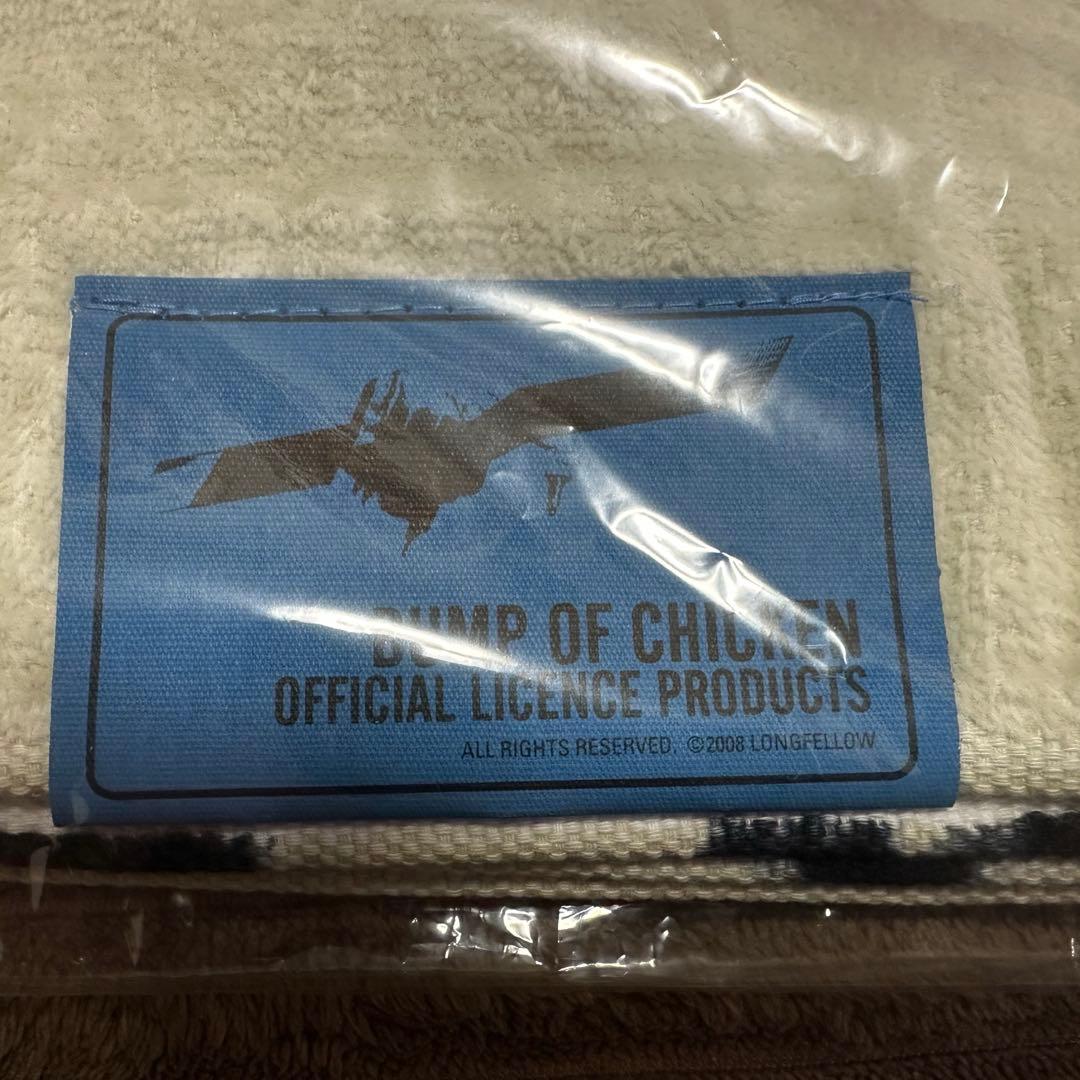 BUMP OF CHICKEN
OFFICIAL LICENCE PRODUCTS
ALL RIGHTS RESERVED. ©2008 LONGFELLOW